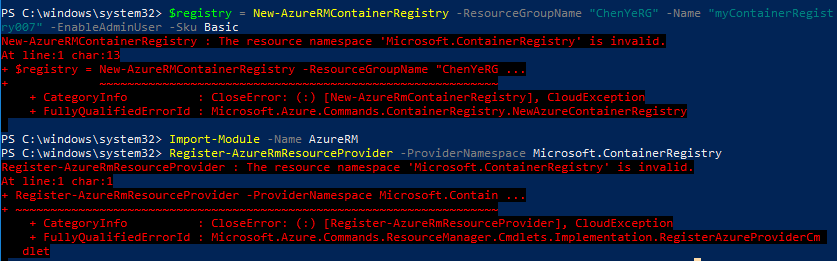 PS C:\windows\system32> $registry = New-AzureRMContainerRegistry -ResourceGroupName "ChenYeRG" -Name "myContainerRegist
ry007" -EnableAdminUser -Sku Basic
New-AzureRMContainerRegistry : The resource namespace 'Microsoft.ContainerRegistry' is invalid.
At line:1 char:13
+ $registry = New-AzureRMContainerRegistry -ResourceGroupName "ChenYeRG ...
+             ~~~~~~~~~~~~~~~~~~~~~~~~~~~~~~~~~~~~~~~~~~~~~~~~~~~~~~~~~
    + CategoryInfo          : CloseError: (:) [New-AzureRmContainerRegistry], CloudException
    + FullyQualifiedErrorId : Microsoft.Azure.Commands.ContainerRegistry.NewAzureContainerRegistry
PS C:\windows\system32> Import-Module -Name AzureRM
PS C:\windows\system32> Register-AzureRmResourceProvider -ProviderNamespace Microsoft.ContainerRegistry
Register-AzureRmResourceProvider : The resource namespace 'Microsoft.ContainerRegistry' is invalid.
At line:1 char:1
+ Register-AzureRmResourceProvider -ProviderNamespace Microsoft.Contain ...
+ ~~~~~~~~~~~~~~~~~~~~~~~~~~~~~~~~~~~~~~~~~~~~~~~~~~~~~~~~~~~~~~~~~~~~~
    + CategoryInfo          : CloseError: (:) [Register-AzureRmResourceProvider], CloudException
    + FullyQualifiedErrorId : Microsoft.Azure.Commands.ResourceManager.Cmdlets.Implementation.RegisterAzureProviderCm
   dlet